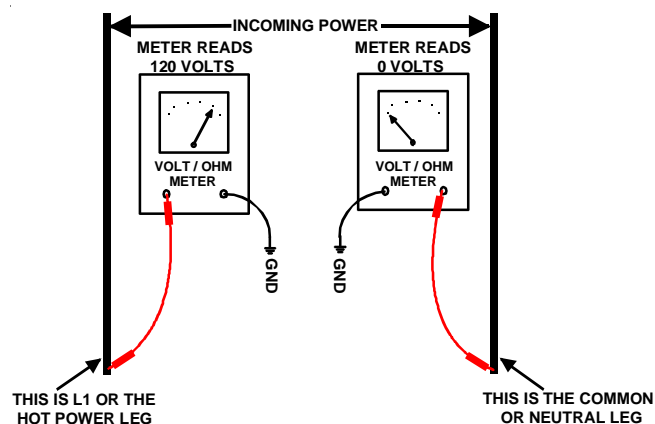 INCOMING POWER
METER READS
120 VOLTS
METER READS
0 VOLTS
VOLT / OHM
METER
VOLT / OHM
METER
GND
GND
THIS IS L1 OR THE
HOT POWER LEG
THIS IS THE COMMON
OR NEUTRAL LEG